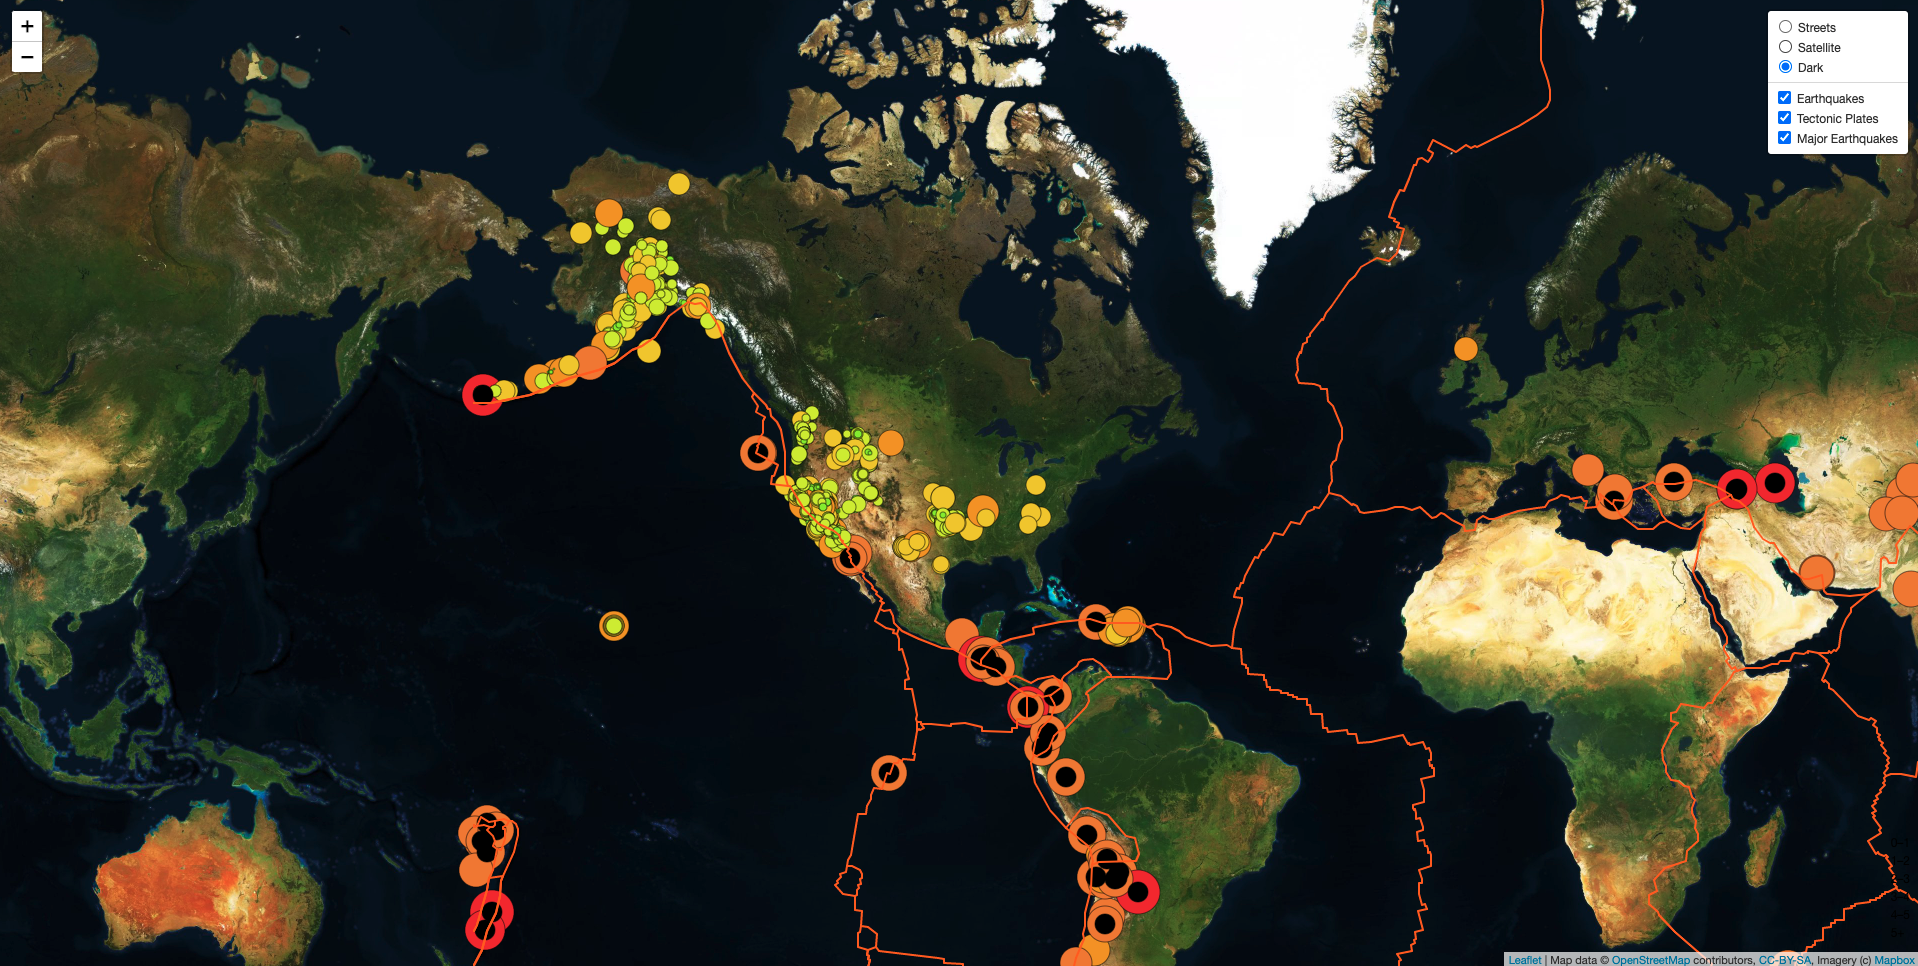 +
−
Streets
Satellite
Dark
Earthquakes
Tectonic Plates
Major Earthquakes
Leaflet | Map data © OpenStreetMap contributors, CC-BY-SA, Imagery (c) Mapbox